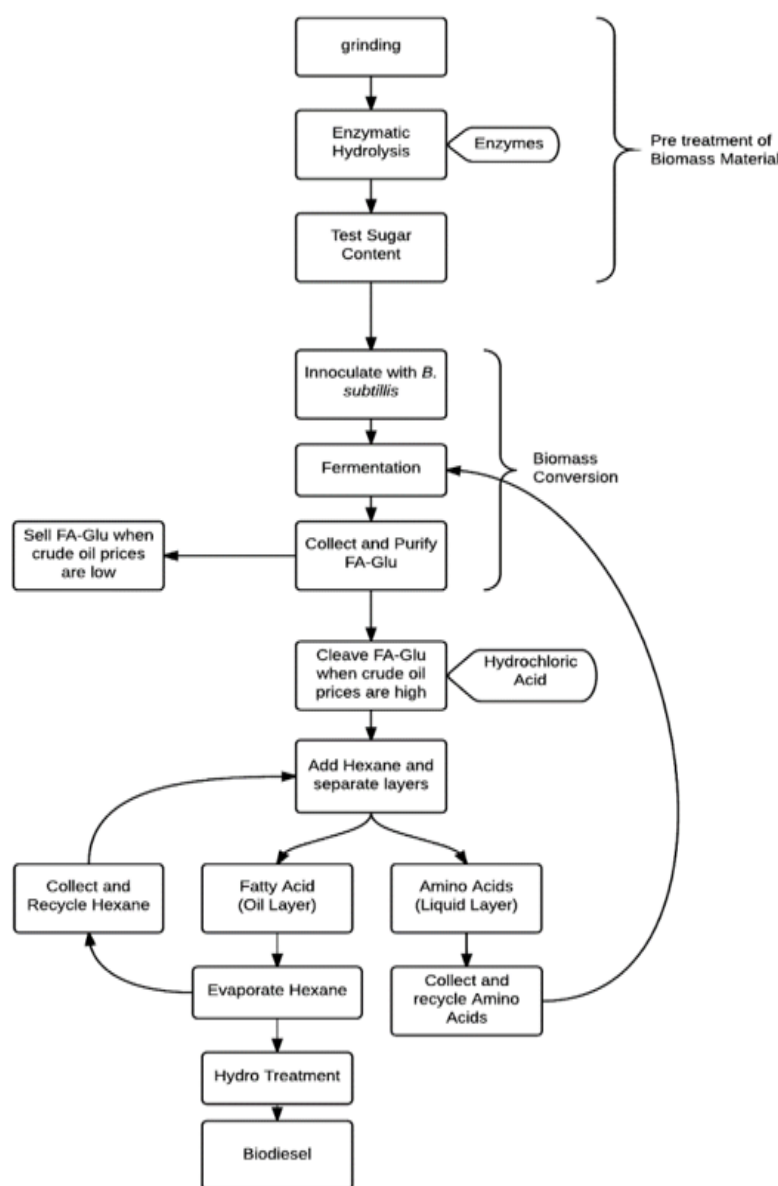 grinding
Enzymatic
Hydrolysis
Enzymes
Pre treatment of
Biomass Material
Test Sugar
Content
Innoculate with B.
subtillis
Fermentation
Biomass
Conversion
Sell FA-Glu when
crude oil prices
are low
Collect and Purify
FA-Glu
Cleave FA-Glu
when crude oil
prices are high
Hydrochloric
Acid
Add Hexane and
separate layers
Collect and
Recycle Hexane
Fatty Acid
(Oil Layer)
Amino Acids
(Liquid Layer)
Evaporate Hexane
Collect and
recycle Amino
Acids
Hydro Treatment
Biodiesel